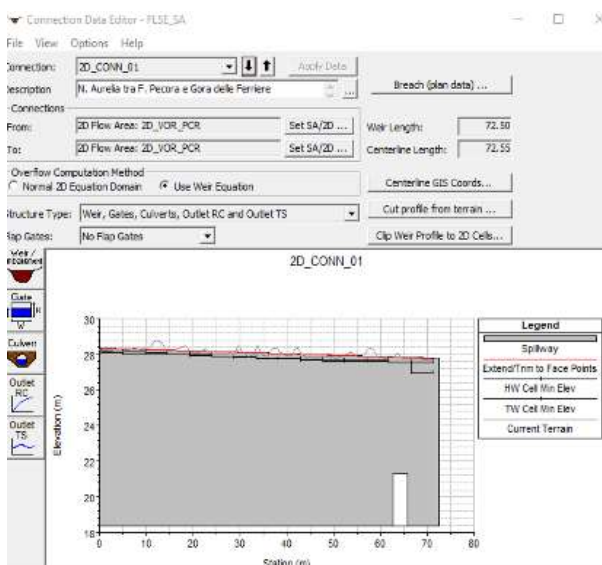 Connection Data Editor - FLSE_SA
File View Options Help
Connection: 2D_CONN_01 Apply Data
Description N. Aurelia tra F. Pecora e Gora delle Ferriere ... Breach (plan data) ...
Connections
From: 2D Flow Area: 2D_VOR_PCR Set SA/2D ... Weir Length: 72.50
To: 2D Flow Area: 2D_VOR_PCR Set SA/2D ... Centerline Length: 72.55
Overflow Computation Method
Normal 2D Equation Domain Use Weir Equation Centerline GIS Coords...
Structure Type: Weir, Gates, Culverts, Outlet RC and Outlet TS Cut profile from terrain ...
Flap Gates: No Flap Gates Clip Weir Profile to 2D Cells...
Weir /
Gate
H
W
Culvert
Outlet
RC
Outlet
TS
2D_CONN_01
Elevation (m)
30
28
26
24
22
20
18
0 10 20 30 40 50 60 70 80
Station (m)
Legend
Spillway
Extend/Trim to Face Points
HW Cell Min Elev
TW Cell Min Elev
Current Terrain